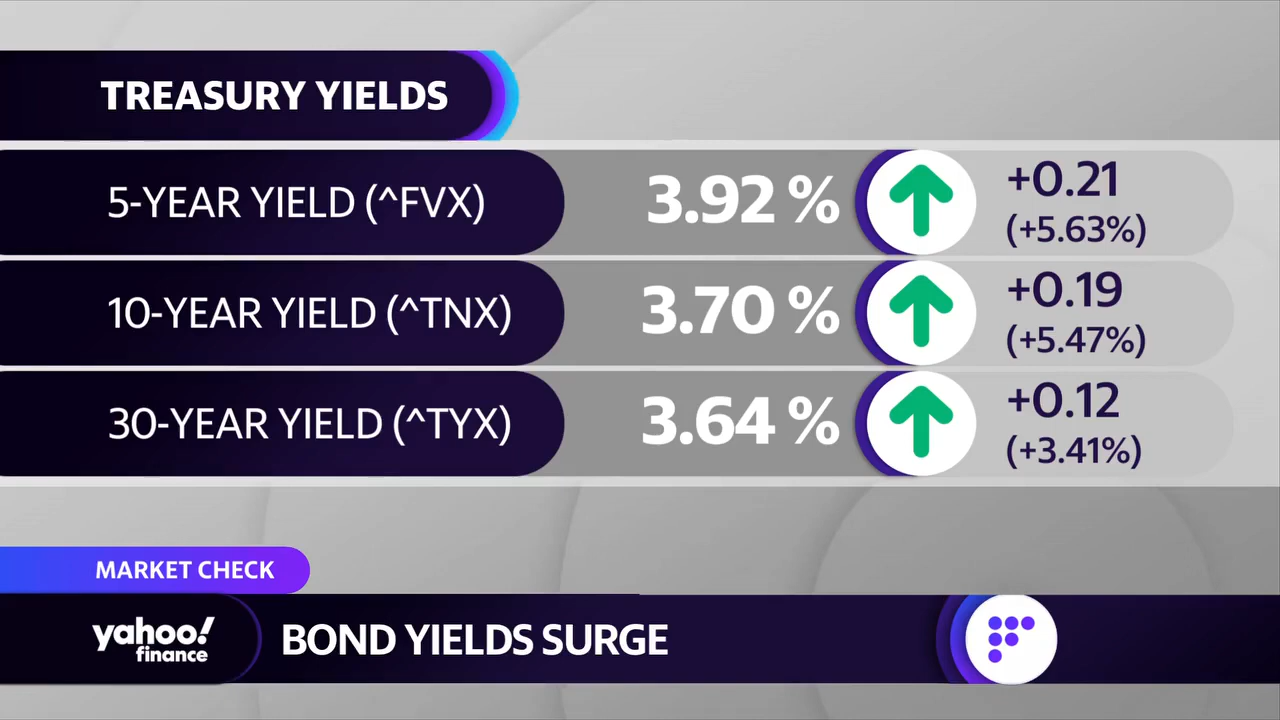 TREASURY YIELDS
5-YEAR YIELD (^FVX) 3.92 % +0.21
(+5.63%)
10-YEAR YIELD (^TNX) 3.70 % +0.19
(+5.47%)
30-YEAR YIELD (^TYX) 3.64 % +0.12
(+3.41%)
MARKET CHECK
yahoo!
finance
BOND YIELDS SURGE